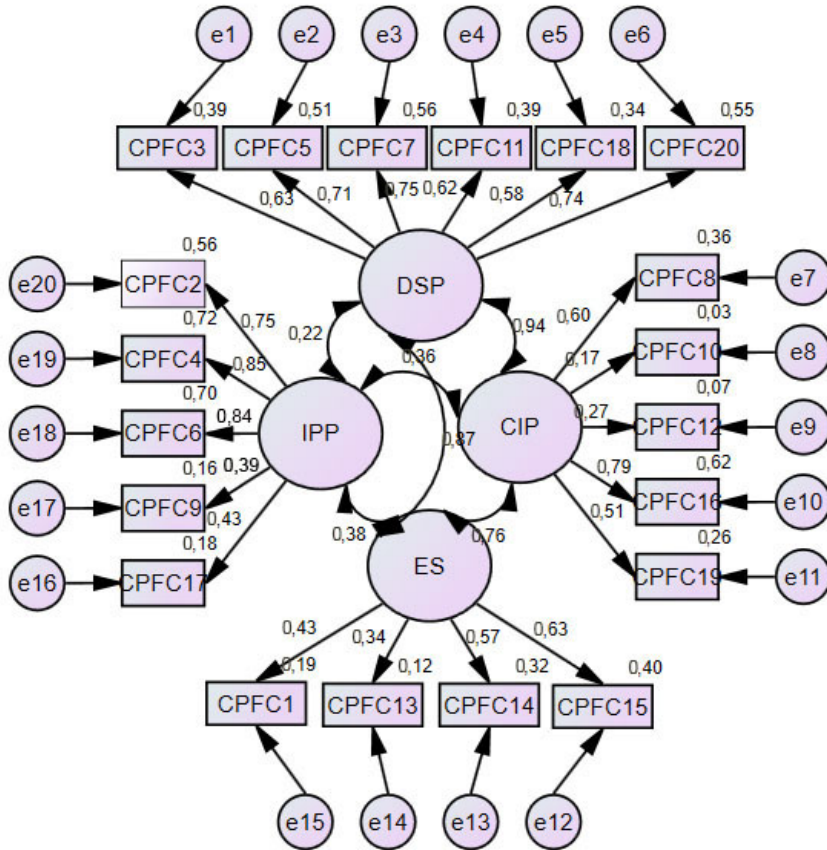 e1 e2 e3 e4 e5 e6
0,39 0,51 0,56 0,39 0,34 0,55
CPFC3 CPFC5 CPFC7 CPFC11 CPFC18 CPFC20
0,63 0,71 0,75 0,62 0,58 0,74
DSP
0,56 0,36
e20 CPFC2 CPFC8 e7
0,75 0,22 0,94 0,60
0,72 0,03
e19 CPFC4 0,85 0,36 0,17 CPFC10 e8
0,70 0,07
e18 CPFC6 0,84 IPP 0,87 CIP 0,27 CPFC12 e9
0,16 0,39 0,79 0,62
e17 CPFC9 CPFC16 e10
0,43 0,51
0,18 0,38 0,76 0,26
e16 CPFC17 ES CPFC19 e11
0,43 0,34 0,57 0,63
0,19 0,12 0,32 0,40
CPFC1 CPFC13 CPFC14 CPFC15
e15 e14 e13 e12